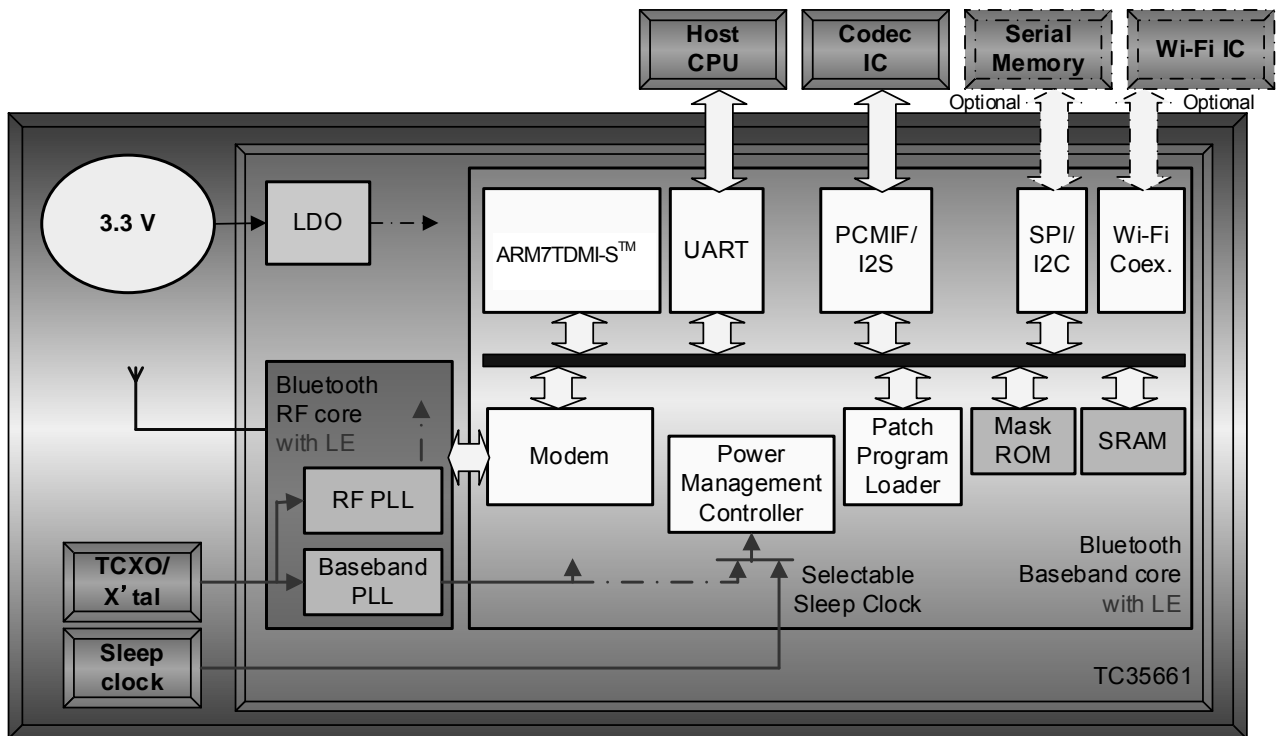 Host
CPU
Codec
IC
Serial
Memory
Wi-Fi IC
Optional
Optional
3.3 V
LDO
ARM7TDMI-S™
UART
PCMIF/
I2S
SPI/
I2C
Wi-Fi
Coex.
Bluetooth
RF core
with LE
RF PLL
Baseband
PLL
Modem
Power
Management
Controller
Patch
Program
Loader
Mask
ROM
SRAM
TCXO/
X'tal
Sleep
clock
Selectable
Sleep Clock
Bluetooth
Baseband core
with LE
TC35661